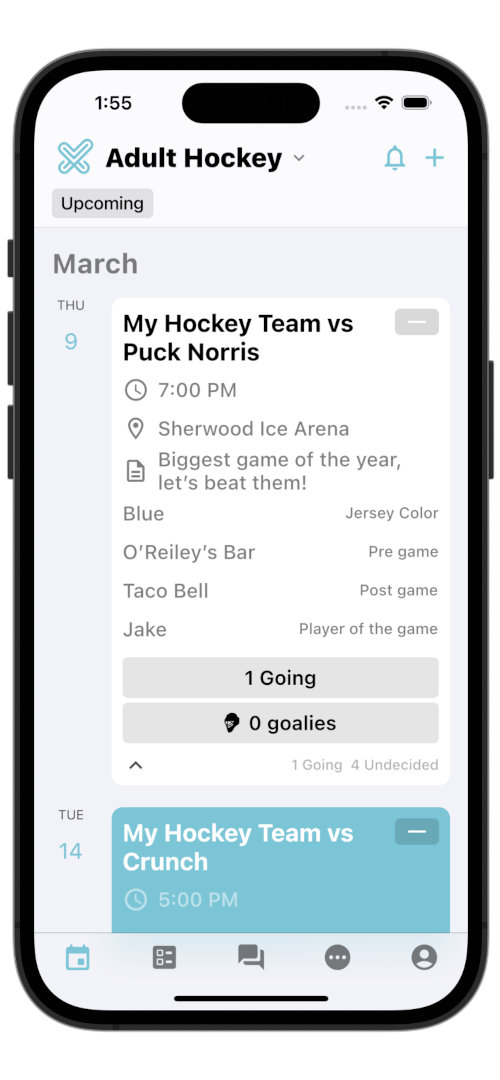 1:55
Adult Hockey
Upcoming
March
THU
9
My Hockey Team vs
Puck Norris
7:00 PM
Sherwood Ice Arena
Biggest game of the year,
let's beat them!
Blue Jersey Color
O'Reiley's Bar Pre game
Taco Bell Post game
Jake Player of the game
1 Going
0 goalies
1 Going 4 Undecided
TUE
14
My Hockey Team vs
Crunch
5:00 PM